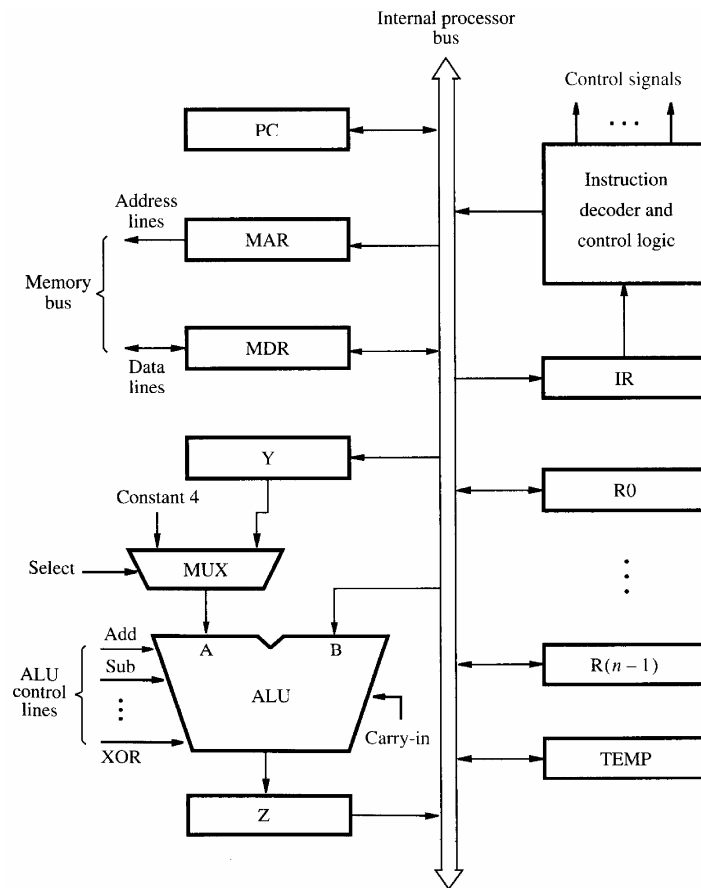 Internal processor
bus
Control signals
...
PC
Instruction
decoder and
control logic
Address
lines
MAR
Memory
bus
MDR
Data
lines
IR
Y
Constant 4
R0
Select
MUX
Add
A
B
R(n - 1)
Sub
ALU
control
lines
ALU
XOR
Carry-in
TEMP
Z